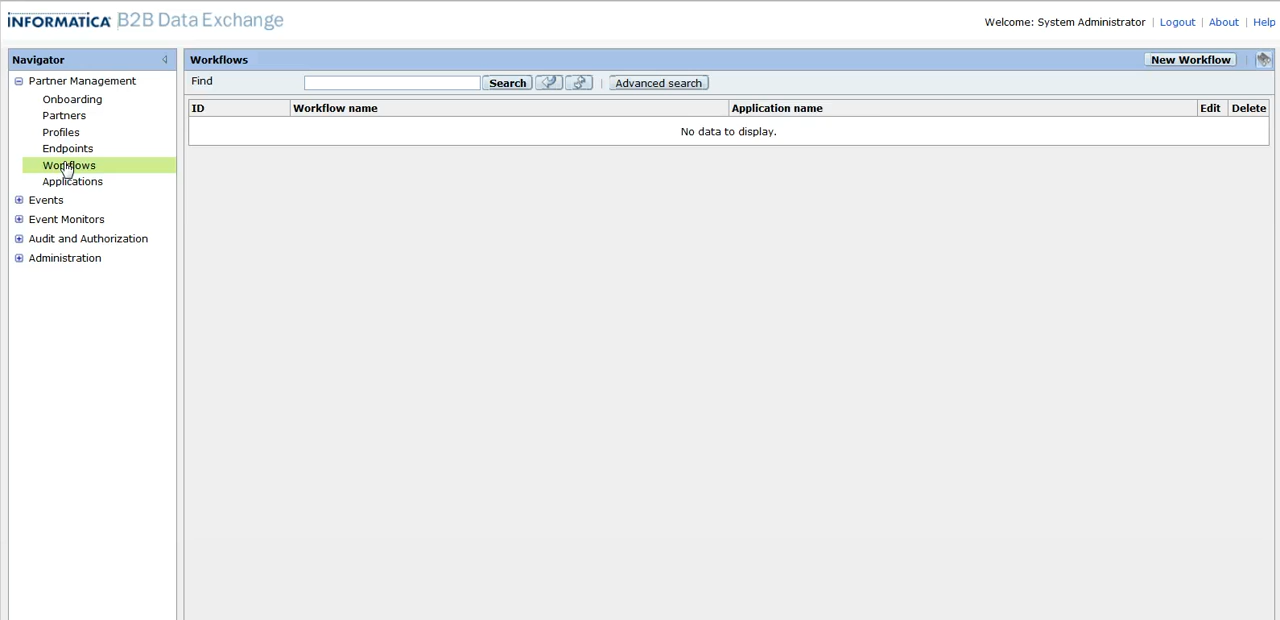 INFORMATICA B2B Data Exchange
Welcome: System Administrator | Logout | About | Help
Navigator
Partner Management
Onboarding
Partners
Profiles
Endpoints
Workflows
Applications
Events
Event Monitors
Audit and Authorization
Administration
Workflows
New Workflow
Find
Search
Advanced search
ID Workflow name Application name Edit Delete
No data to display.